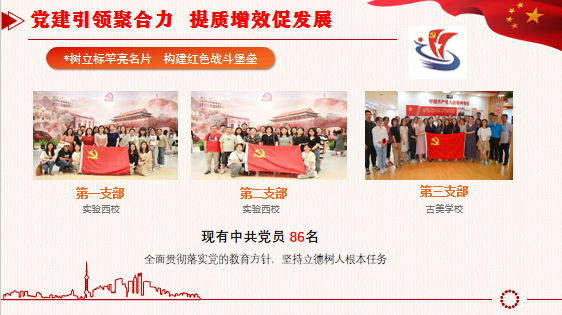 党建引领聚合力 提质增效促发展
*树立标竿亮名片 构建红色战斗堡垒
第一支部
实验西校
第二支部
实验西校
第三支部
古美学校
现有中共党员 86名
全面贯彻落实党的教育方针，坚持立德树人根本任务